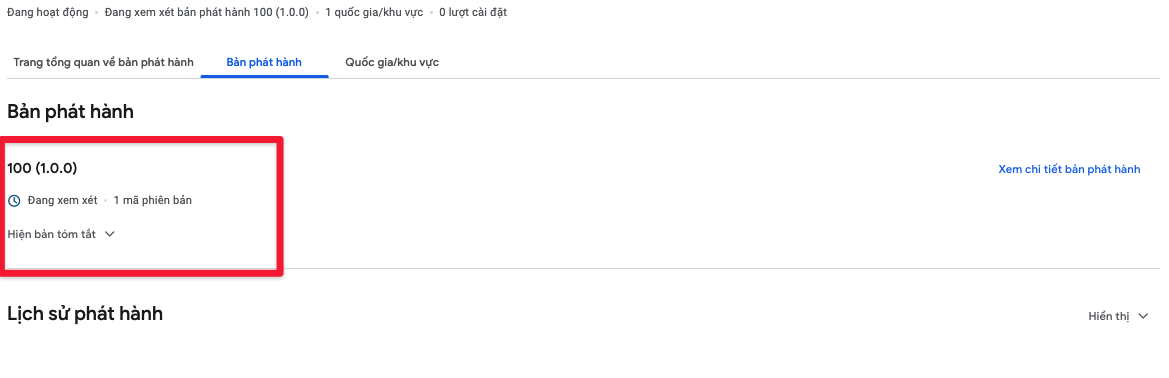 Đang hoạt động • Đang xem xét bản phát hành 100 (1.0.0) • 1 quốc gia/khu vực • 0 lượt cài đặt
Trang tổng quan về bản phát hành Bản phát hành Quốc gia/khu vực
Bản phát hành
100 (1.0.0) Xem chi tiết bản phát hành
Đang xem xét • 1 mã phiên bản
Hiện bản tóm tắt
Lịch sử phát hành Hiển thị